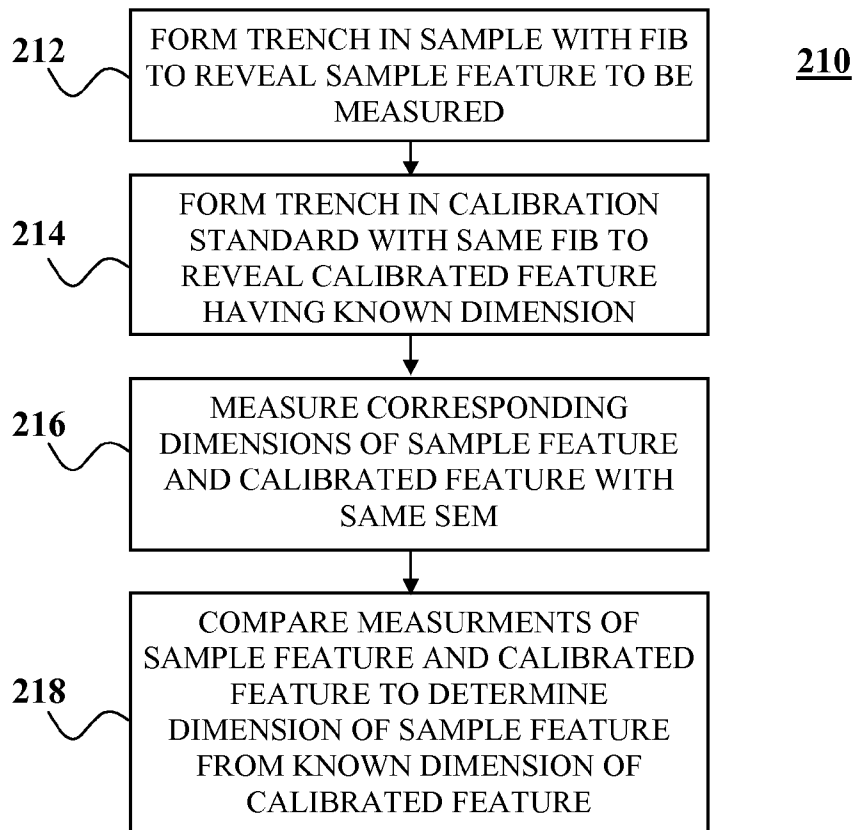 212
FORM TRENCH IN SAMPLE WITH FIB
TO REVEAL SAMPLE FEATURE TO BE
MEASURED
210
214
FORM TRENCH IN CALIBRATION
STANDARD WITH SAME FIB TO
REVEAL CALIBRATED FEATURE
HAVING KNOWN DIMENSION
216
MEASURE CORRESPONDING
DIMENSIONS OF SAMPLE FEATURE
AND CALIBRATED FEATURE WITH
SAME SEM
218
COMPARE MEASURMENTS OF
SAMPLE FEATURE AND CALIBRATED
FEATURE TO DETERMINE
DIMENSION OF SAMPLE FEATURE
FROM KNOWN DIMENSION OF
CALIBRATED FEATURE